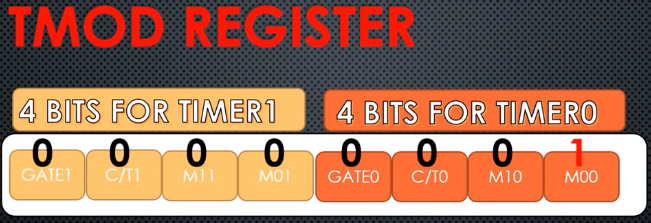 TMOD REGISTER
4 BITS FOR TIMER1 4 BITS FOR TIMER0
0 0 0 0 0 0 0 1
GATE1 C/T1 M11 M01 GATE0 C/T0 M10 M00